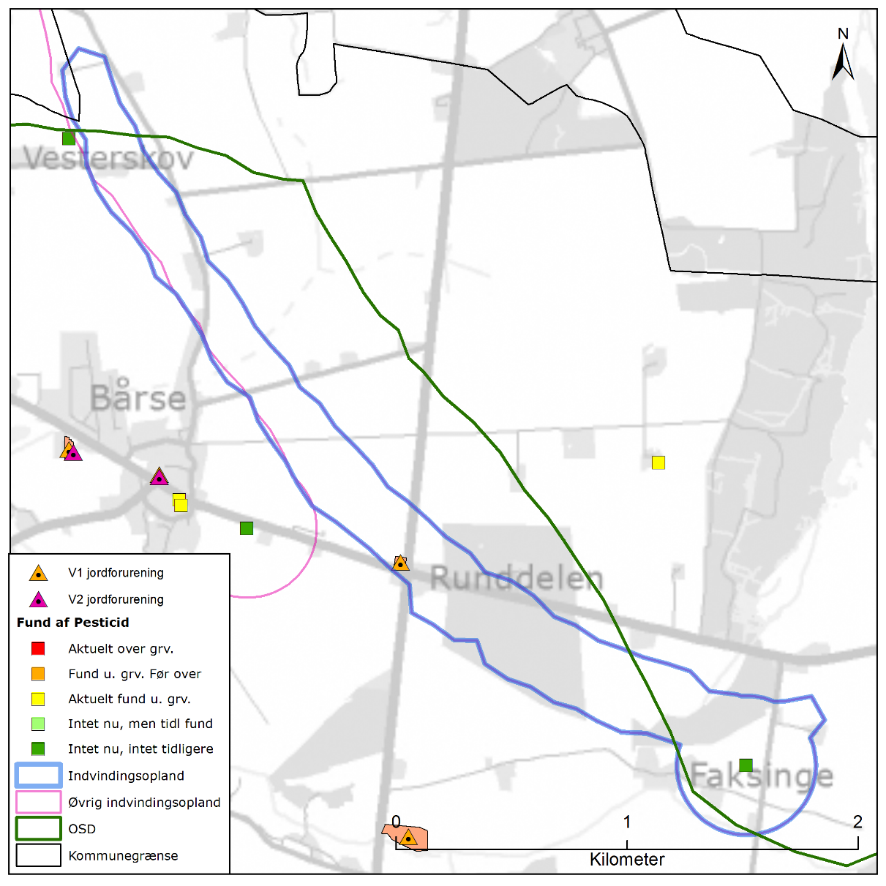 N
Vesterskov
Bårse
Runddelen
Faksinge
V1 jordforurening
V2 jordforurening
Fund af Pesticid
Aktuelt over grv.
Fund u. grv. Før over
Aktuelt fund u. grv.
Intet nu, men tidl fund
Intet nu, intet tidligere
Indvindingsopland
Øvrig indvindingsopland
OSD
Kommunegrænse
0 1 2
Kilometer